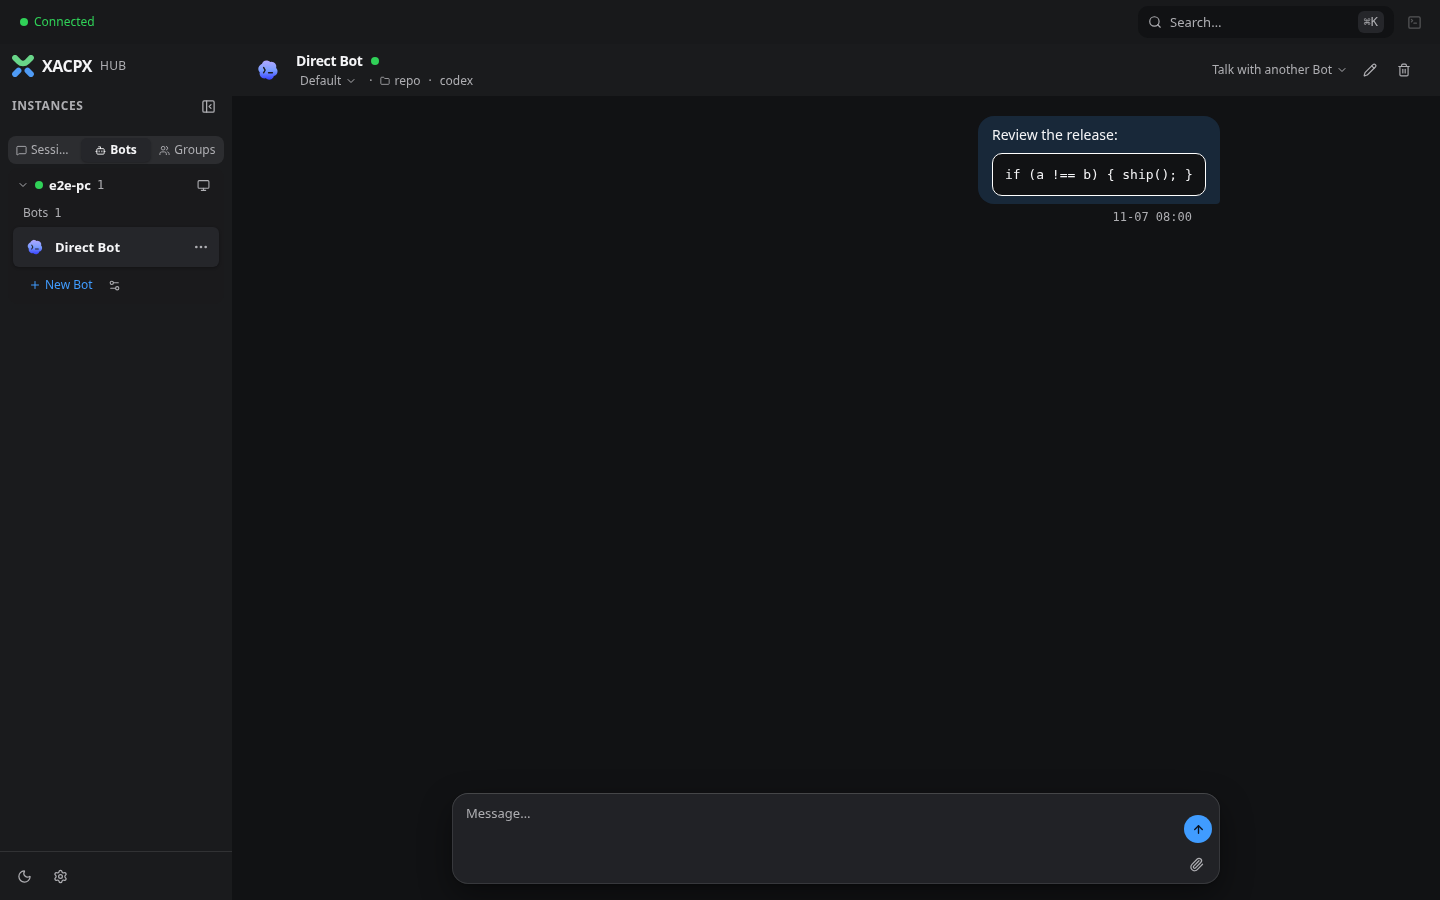 Connected
Search...
⌘K
XACPX HUB
INSTANCES
Sessi...
Bots
Groups
e2e-pc 1
Bots 1
Direct Bot
New Bot
Direct Bot
Default · repo · codex
Talk with another Bot
Review the release:
if (a !== b) { ship(); }
11-07 08:00
Message...